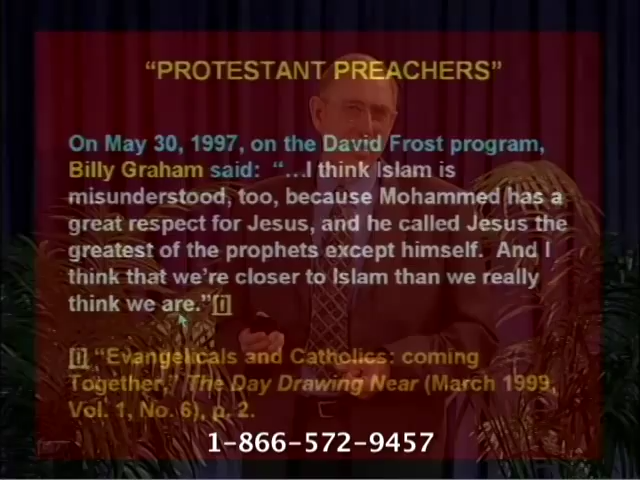 “PROTESTANT PREACHERS”
On May 30, 1997, on the David Frost program,
Billy Graham said: “…I think Islam is
misunderstood, too, because Mohammed has a
great respect for Jesus, and he called Jesus the
greatest of the prophets except himself. And I
think that we’re closer to Islam than we really
think we are.”[i]
[i] “Evangelicals and Catholics: coming
Together,” The Day Drawing Near (March 1999,
Vol. 1, No. 6), p. 2.
1-866-572-9457